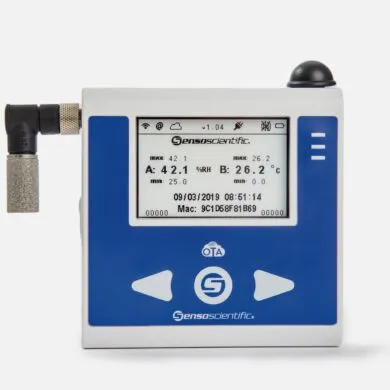 v1.04
Sensoscientific
max 42.1 max 26.2
A: 42.1 %RH B: 26.2 °c
min 25.0 min 0.0
09/03/2019 08:51:14
00000 Mac: 9C1D58F81B69 00000
OTA
S
Sensoscientific®